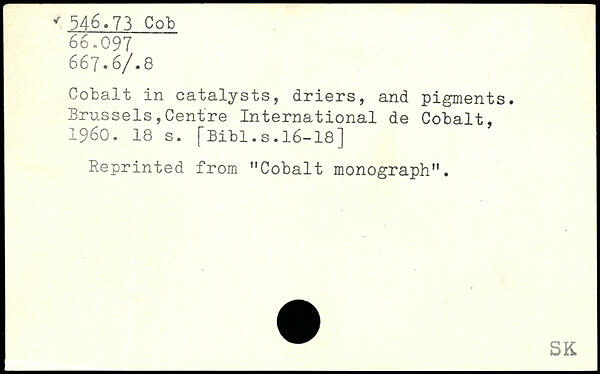 ✓ 546.73 Cob
66.097
667.6/.8
Cobalt in catalysts, driers, and pigments.
Brussels,Centre International de Cobalt,
1960. 18 s. [Bibl.s.16-18]
Reprinted from "Cobalt monograph".
SK